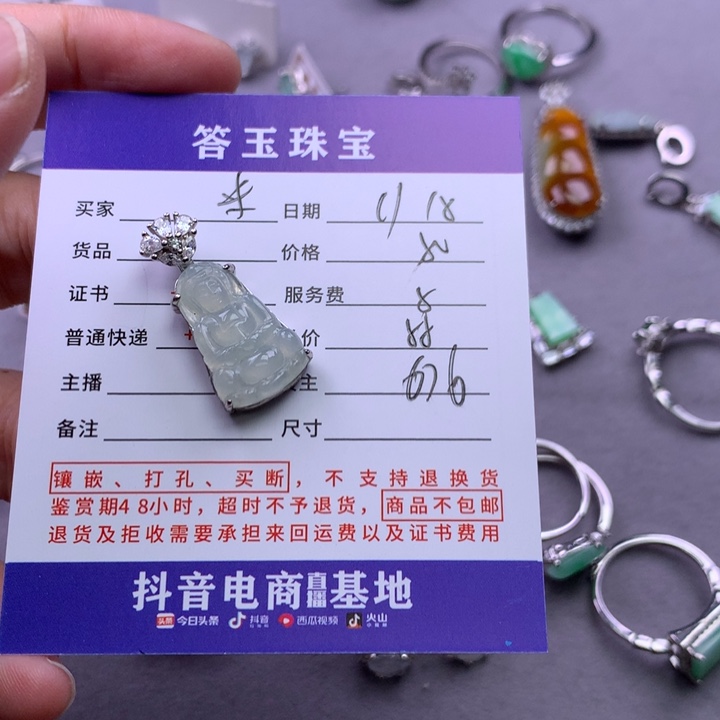 答玉珠宝
买家 李 日期 11/18
货品 价格
证书 服务费
普通快递 价
主播 主
备注 尺寸
镶嵌、打孔、买断，不支持退换货
鉴赏期48小时，超时不予退货，商品不包邮
退货及拒收需要承担来回运费以及证书费用
抖音电商直播基地
头条 今日头条 抖音 西瓜视频 火山